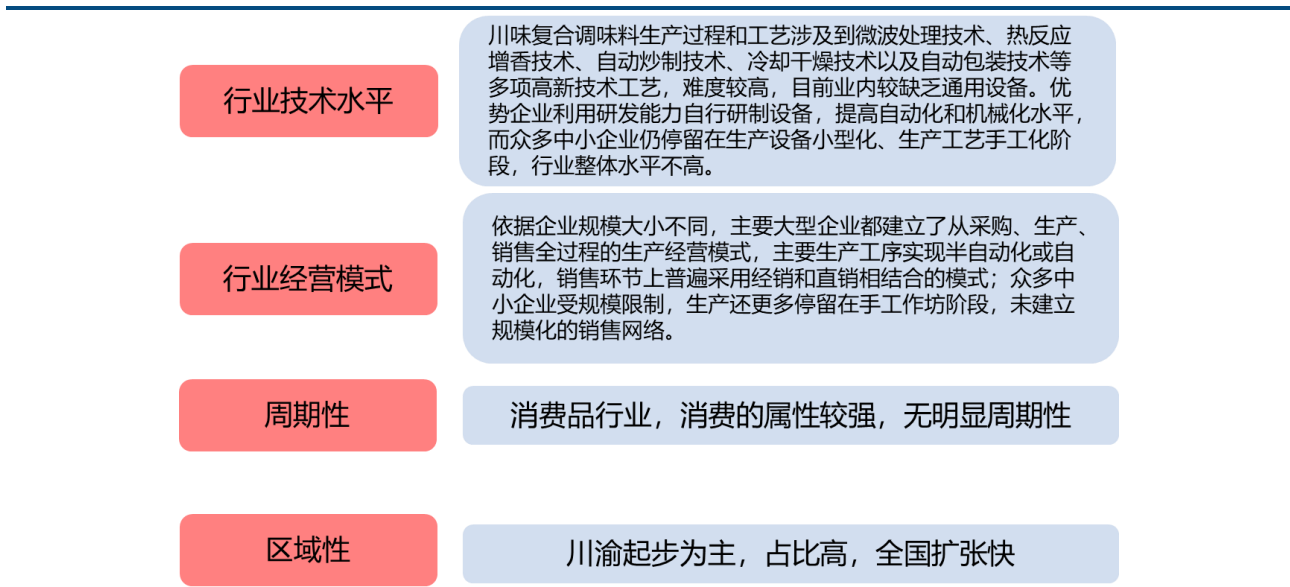 行业技术水平
川味复合调味料生产过程和工艺涉及到微波处理技术、热反应
增香技术、自动炒制技术、冷却干燥技术以及自动包装技术等
多项高新技术工艺，难度较高，目前业内较缺乏通用设备。优
势企业利用研发能力自行研制设备，提高自动化和机械化水平，
而众多中小企业仍停留在生产设备小型化、生产工艺手工化阶
段，行业整体水平不高。
行业经营模式
依据企业规模大小不同，主要大型企业都建立了从采购、生产、
销售全过程的生产经营模式，主要生产工序实现半自动化或自
动化，销售环节上普遍采用经销和直销相结合的模式；众多中
小企业受规模限制，生产还更多停留在手工作坊阶段，未建立
规模化的销售网络。
周期性
消费品行业，消费的属性较强，无明显周期性
区域性
川渝起步为主，占比高，全国扩张快